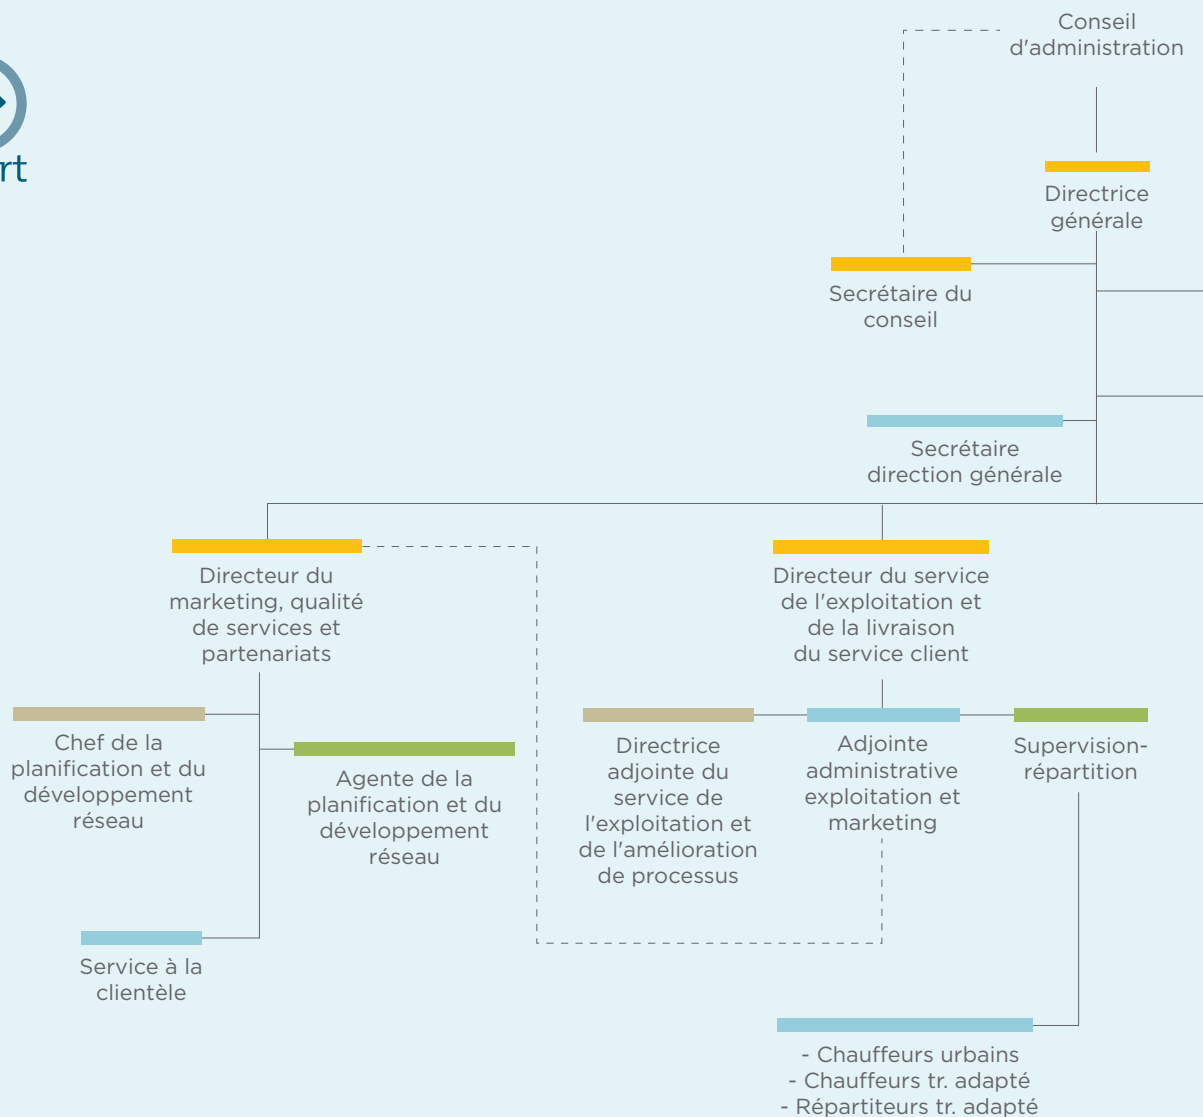 Conseil
d'administration
rt
Directrice
générale
Secrétaire du
conseil
Secrétaire
direction générale
Directeur du
marketing, qualité
de services et
partenariats
Directeur du service
de l'exploitation et
de la livraison
du service client
Chef de la
planification et du
développement
réseau
Agente de la
planification et du
développement
réseau
Directrice
adjointe du
service de
l'exploitation et
de l'amélioration
de processus
Adjointe
administrative
exploitation et
marketing
Supervision-
répartition
Service à la
clientèle
- Chauffeurs urbains
- Chauffeurs tr. adapté
- Répartiteurs tr. adapté